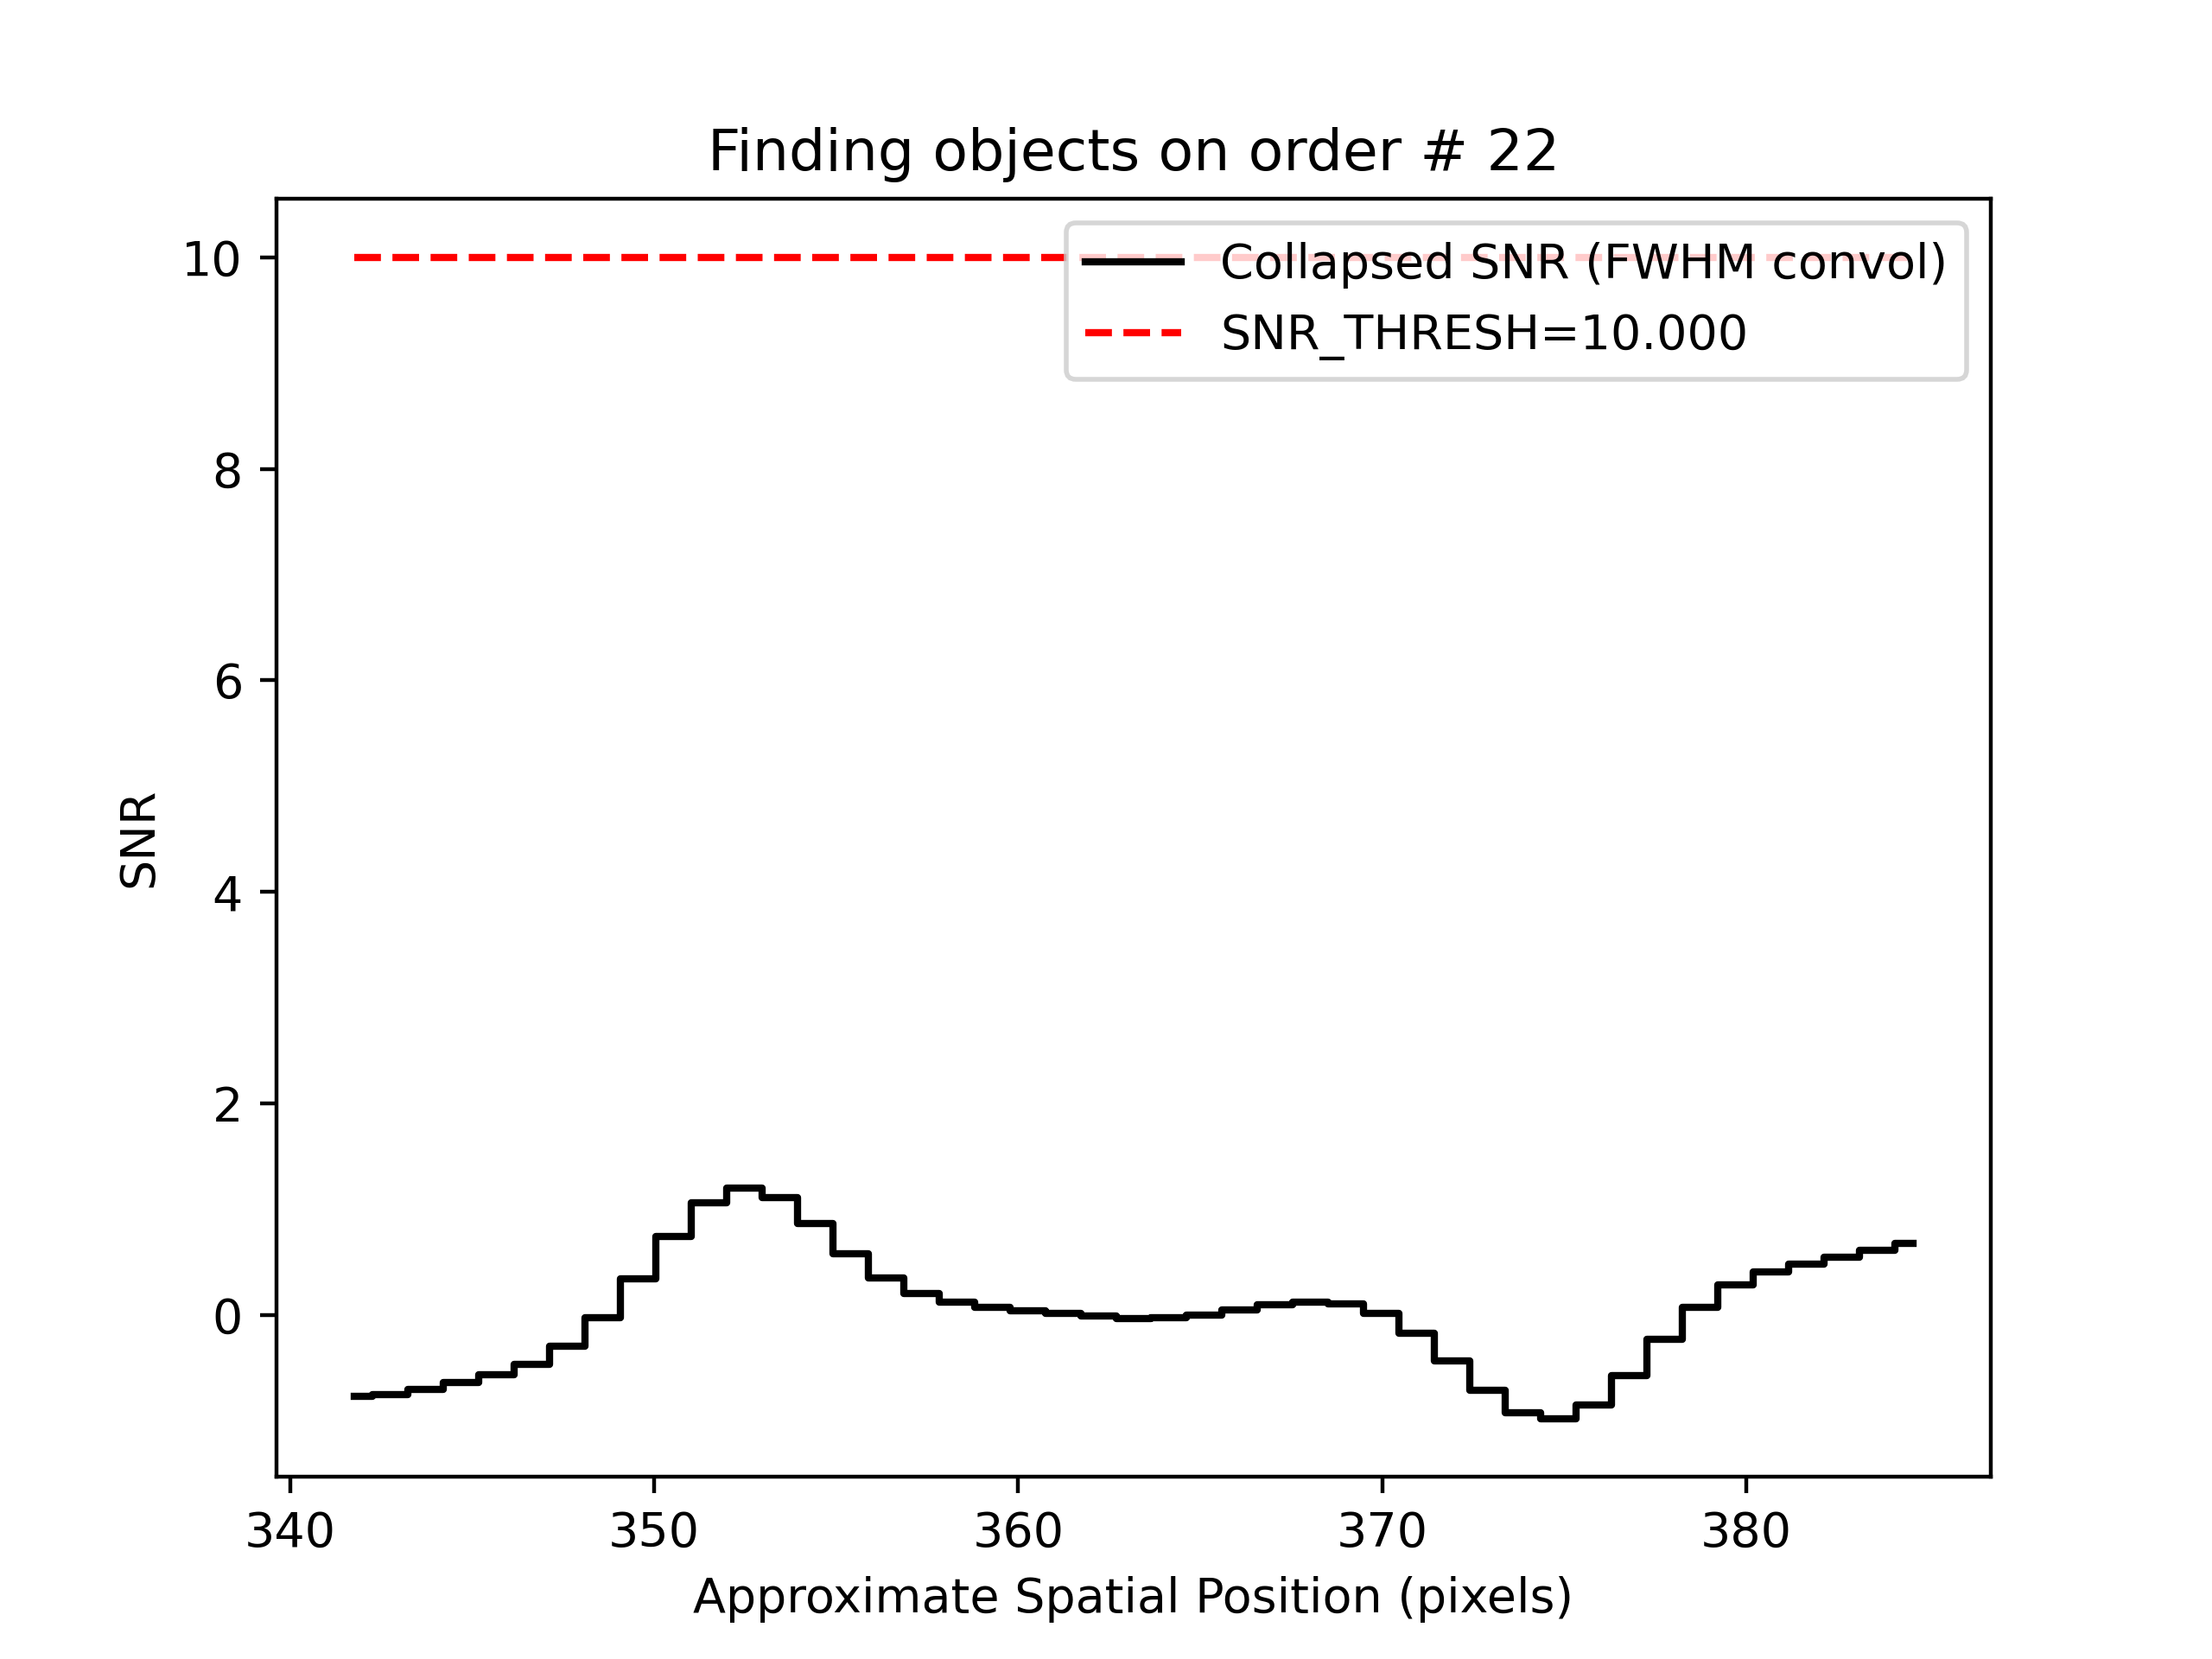 Finding objects on order # 22
Collapsed SNR (FWHM convol)
SNR_THRESH=10.000
10
8
6
4
2
0
SNR
340 350 360 370 380
Approximate Spatial Position (pixels)